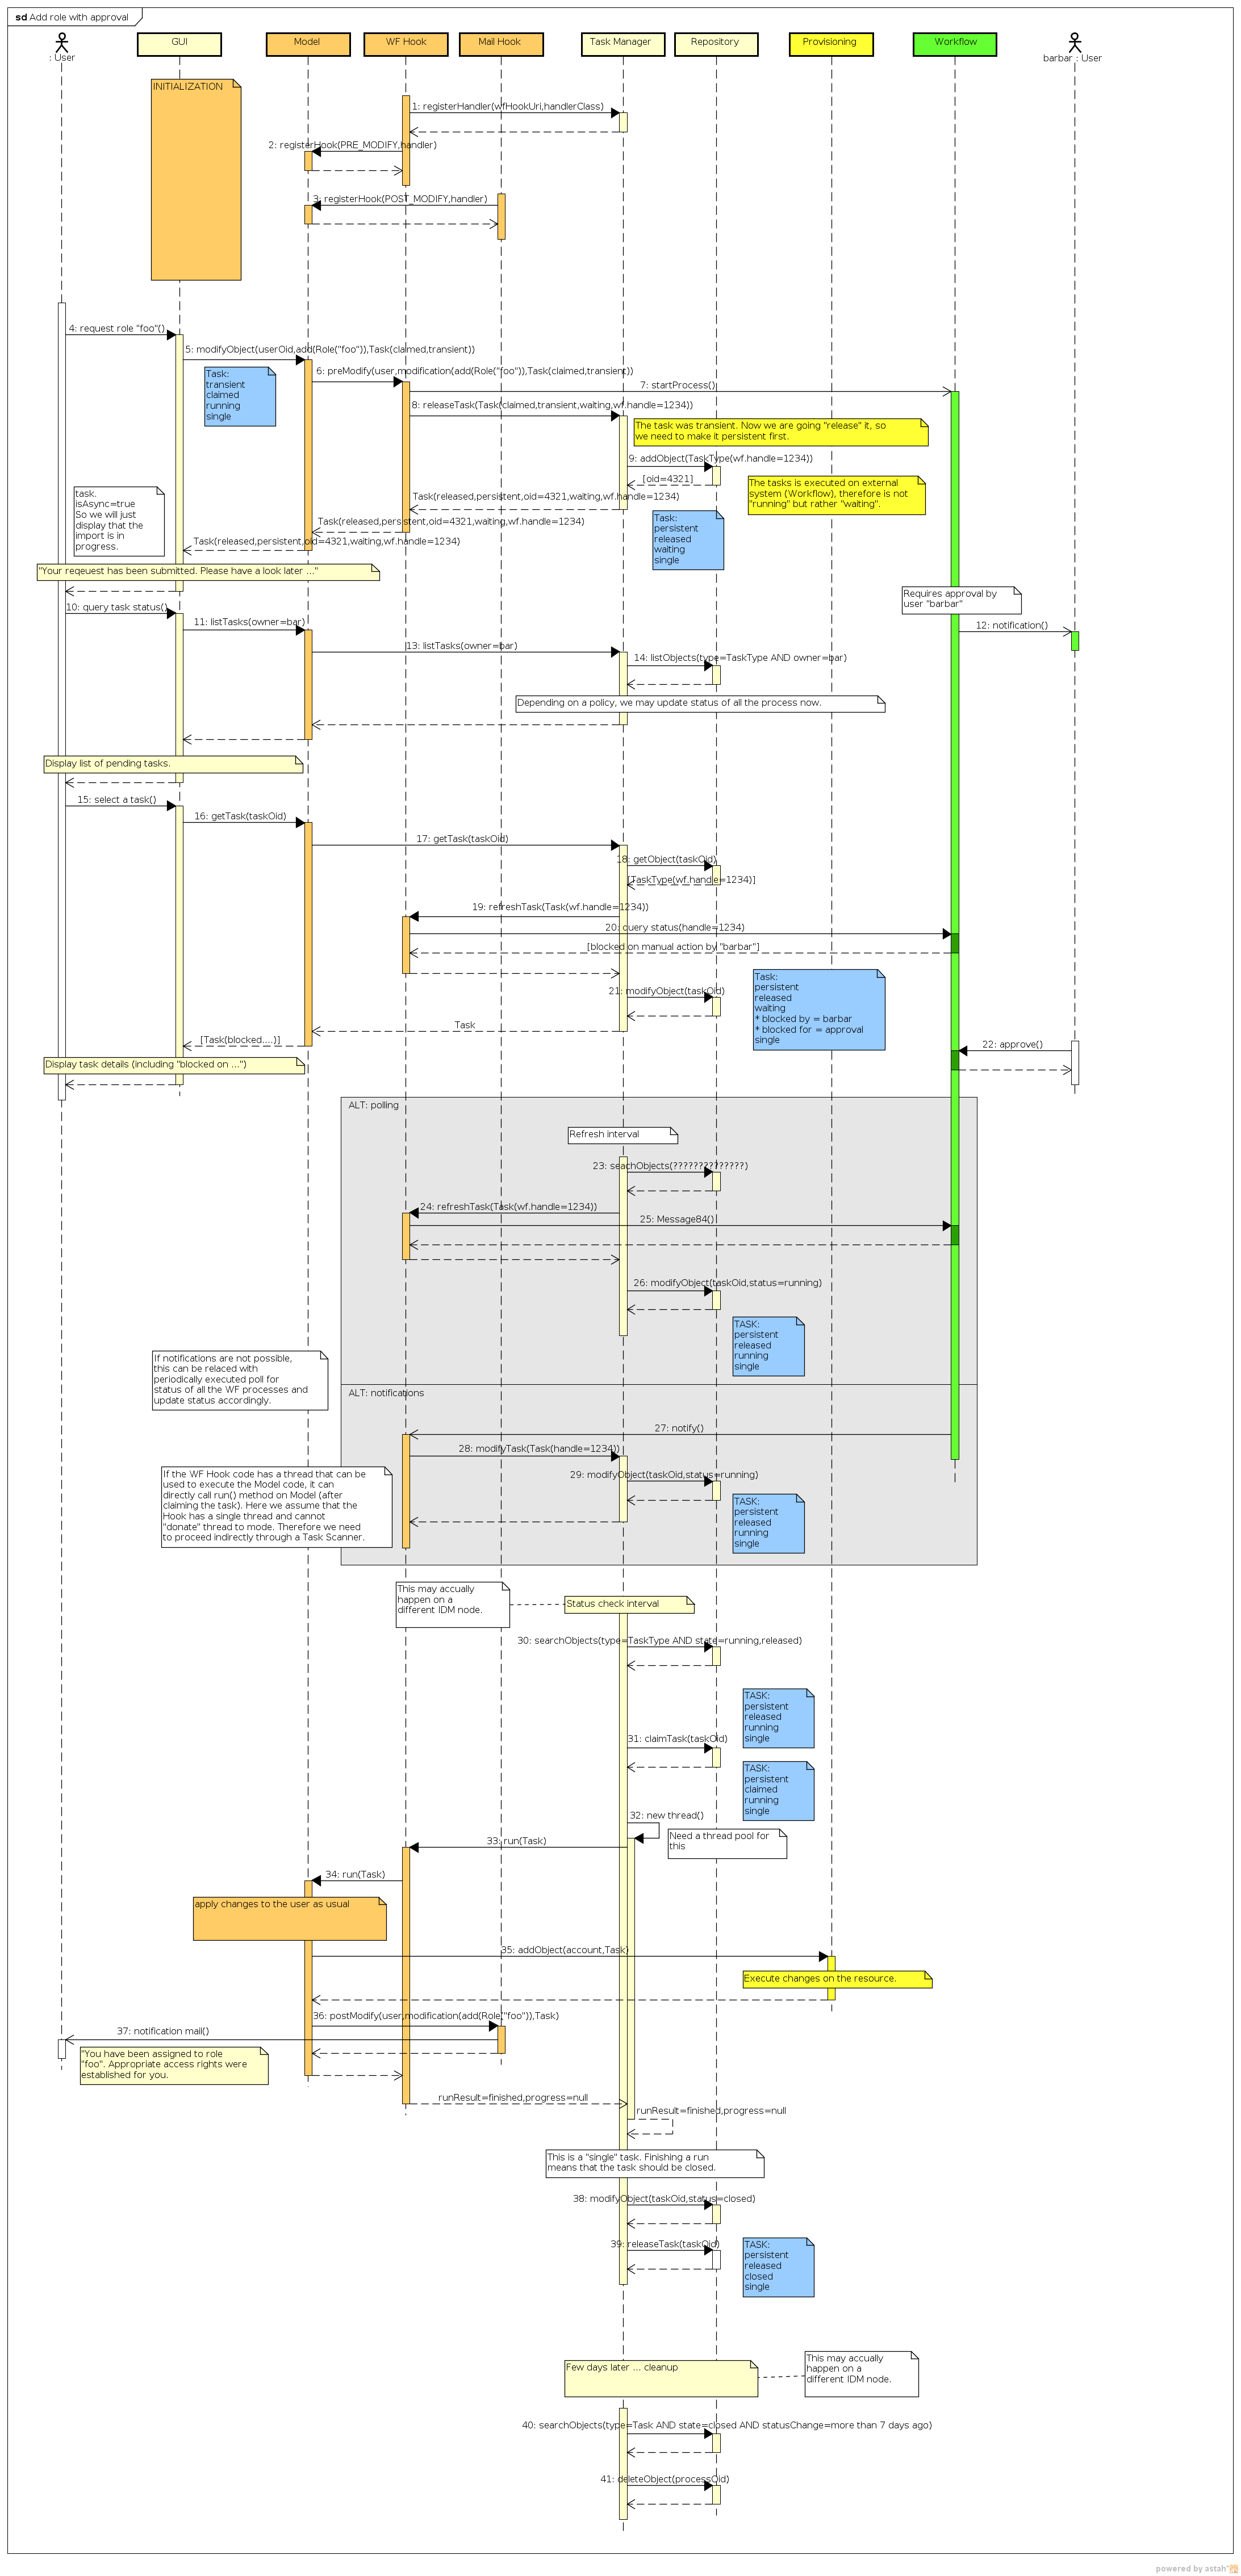 sd Add role with approval
: User
GUI
Model
WF Hook
Mail Hook
Task Manager
Repository
Provisioning
Workflow
barbar : User
INITIALIZATION
1: registerHandler(wfHookUri,handlerClass)
2: registerHook(PRE_MODIFY,handler)
3: registerHook(POST_MODIFY,handler)
4: request role "foo"()
5: modifyObject(userOid,add(Role("foo")),Task(claimed,transient))
Task:
transient
claimed
running
single
6: preModify(user,modification(add(Role("foo")),Task(claimed,transient))
7: startProcess()
8: releaseTask(Task(claimed,transient,waiting,wf.handle=1234))
The task was transient. Now we are going "release" it, so
we need to make it persistent first.
9: addObject(TaskType(wf.handle=1234))
[oid=4321]
The tasks is executed on external
system (Workflow), therefore is not
"running" but rather "waiting".
Task(released,persistent,oid=4321,waiting,wf.handle=1234)
task.
isAsync=true
So we will just
display that the
import is in
progress.
Task:
persistent
released
waiting
single
Task(released,persistent,oid=4321,waiting,wf.handle=1234)
Task(released,persistent,oid=4321,waiting,wf.handle=1234)
"Your reqeuest has been submitted. Please have a look later ..."
Requires approval by
user "barbar"
10: query task status()
11: listTasks(owner=bar)
12: notification()
13: listTasks(owner=bar)
14: listObjects(type=TaskType AND owner=bar)
Depending on a policy, we may update status of all the process now.
Display list of pending tasks.
15: select a task()
16: getTask(taskOid)
17: getTask(taskOid)
18: getObject(taskOid)
[TaskType(wf.handle=1234)]
19: refreshTask(Task(wf.handle=1234))
20: query status(handle=1234)
[blocked on manual action by "barbar"]
21: modifyObject(taskOid)
Task:
persistent
released
waiting
* blocked by = barbar
* blocked for = approval
single
Task
[Task(blocked....)]
22: approve()
Display task details (including "blocked on ...")
ALT: polling
Refresh interval
23: seachObjects(??????????????)
24: refreshTask(Task(wf.handle=1234))
25: Message84()
26: modifyObject(taskOid,status=running)
TASK:
persistent
released
running
single
If notifications are not possible,
this can be relaced with
periodically executed poll for
status of all the WF processes and
update status accordingly.
ALT: notifications
27: notify()
28: modifyTask(Task(handle=1234))
29: modifyObject(taskOid,status=running)
If the WF Hook code has a thread that can be
used to execute the Model code, it can
directly call run() method on Model (after
claiming the task). Here we assume that the
Hook has a single thread and cannot
"donate" thread to mode. Therefore we need
to proceed indirectly through a Task Scanner.
TASK:
persistent
released
running
single
This may accually
happen on a
different IDM node.
Status check interval
30: searchObjects(type=TaskType AND state=running,released)
TASK:
persistent
released
running
single
31: claimTask(taskOid)
TASK:
persistent
claimed
running
single
32: new thread()
Need a thread pool for
this
33: run(Task)
34: run(Task)
apply changes to the user as usual
35: addObject(account,Task)
Execute changes on the resource.
36: postModify(user,modification(add(Role("foo")),Task)
37: notification mail()
"You have been assigned to role
"foo". Appropriate access rights were
established for you.
runResult=finished,progress=null
runResult=finished,progress=null
This is a "single" task. Finishing a run
means that the task should be closed.
38: modifyObject(taskOid,status=closed)
39: releaseTask(taskOid)
TASK:
persistent
released
closed
single
Few days later ... cleanup
This may accually
happen on a
different IDM node.
40: searchObjects(type=Task AND state=closed AND statusChange=more than 7 days ago)
41: deleteObject(processOid)
powered by astah*